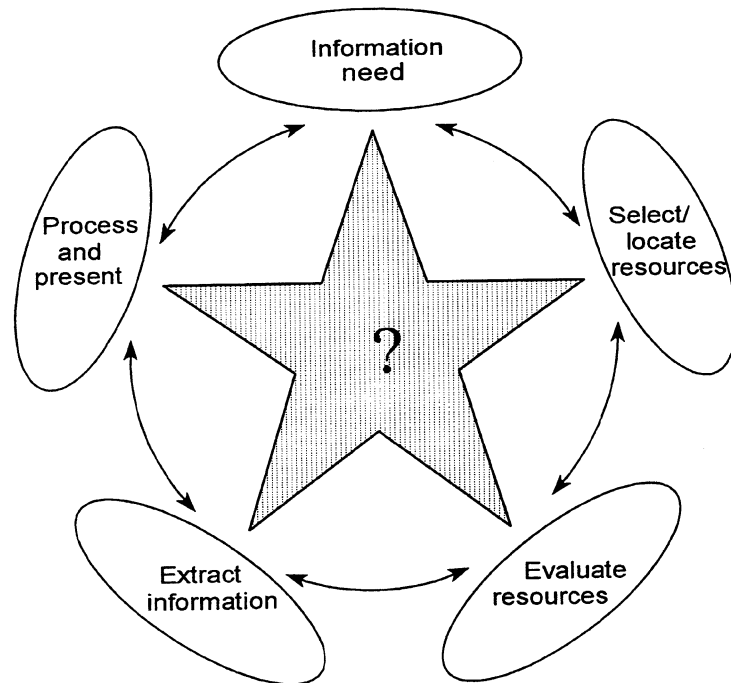 Information
need
Select/
locate
resources
Evaluate
resources
Extract
information
Process
and
present
?